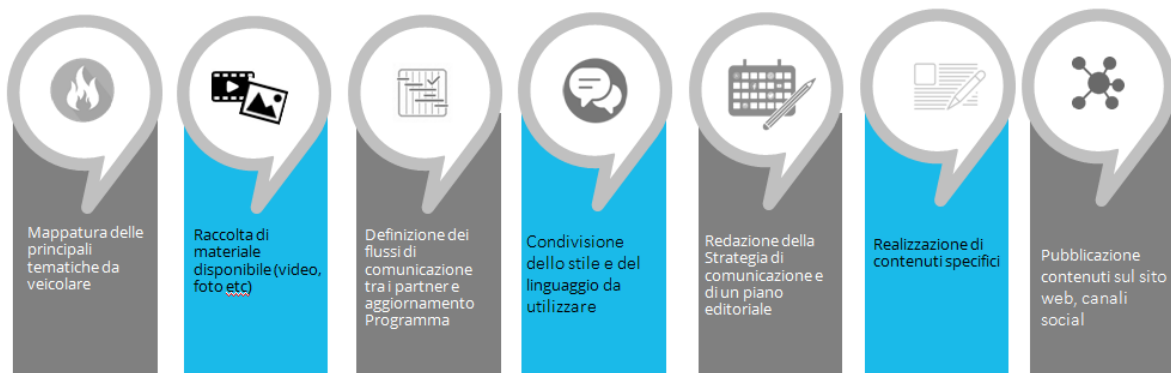 Mappatura delle
principali
tematiche da
veicolare
Raccolta di
materiale
disponibile (video,
foto etc)
Definizione dei
flussi di
comunicazione
tra i partner e
aggiornamento
Programma
Condivisione
dello stile e del
linguaggio da
utilizzare
Redazione della
Strategia di
comunicazione e
di un piano
editoriale
Realizzazione di
contenuti specifici
Pubblicazione
contenuti sul sito
web, canali
social